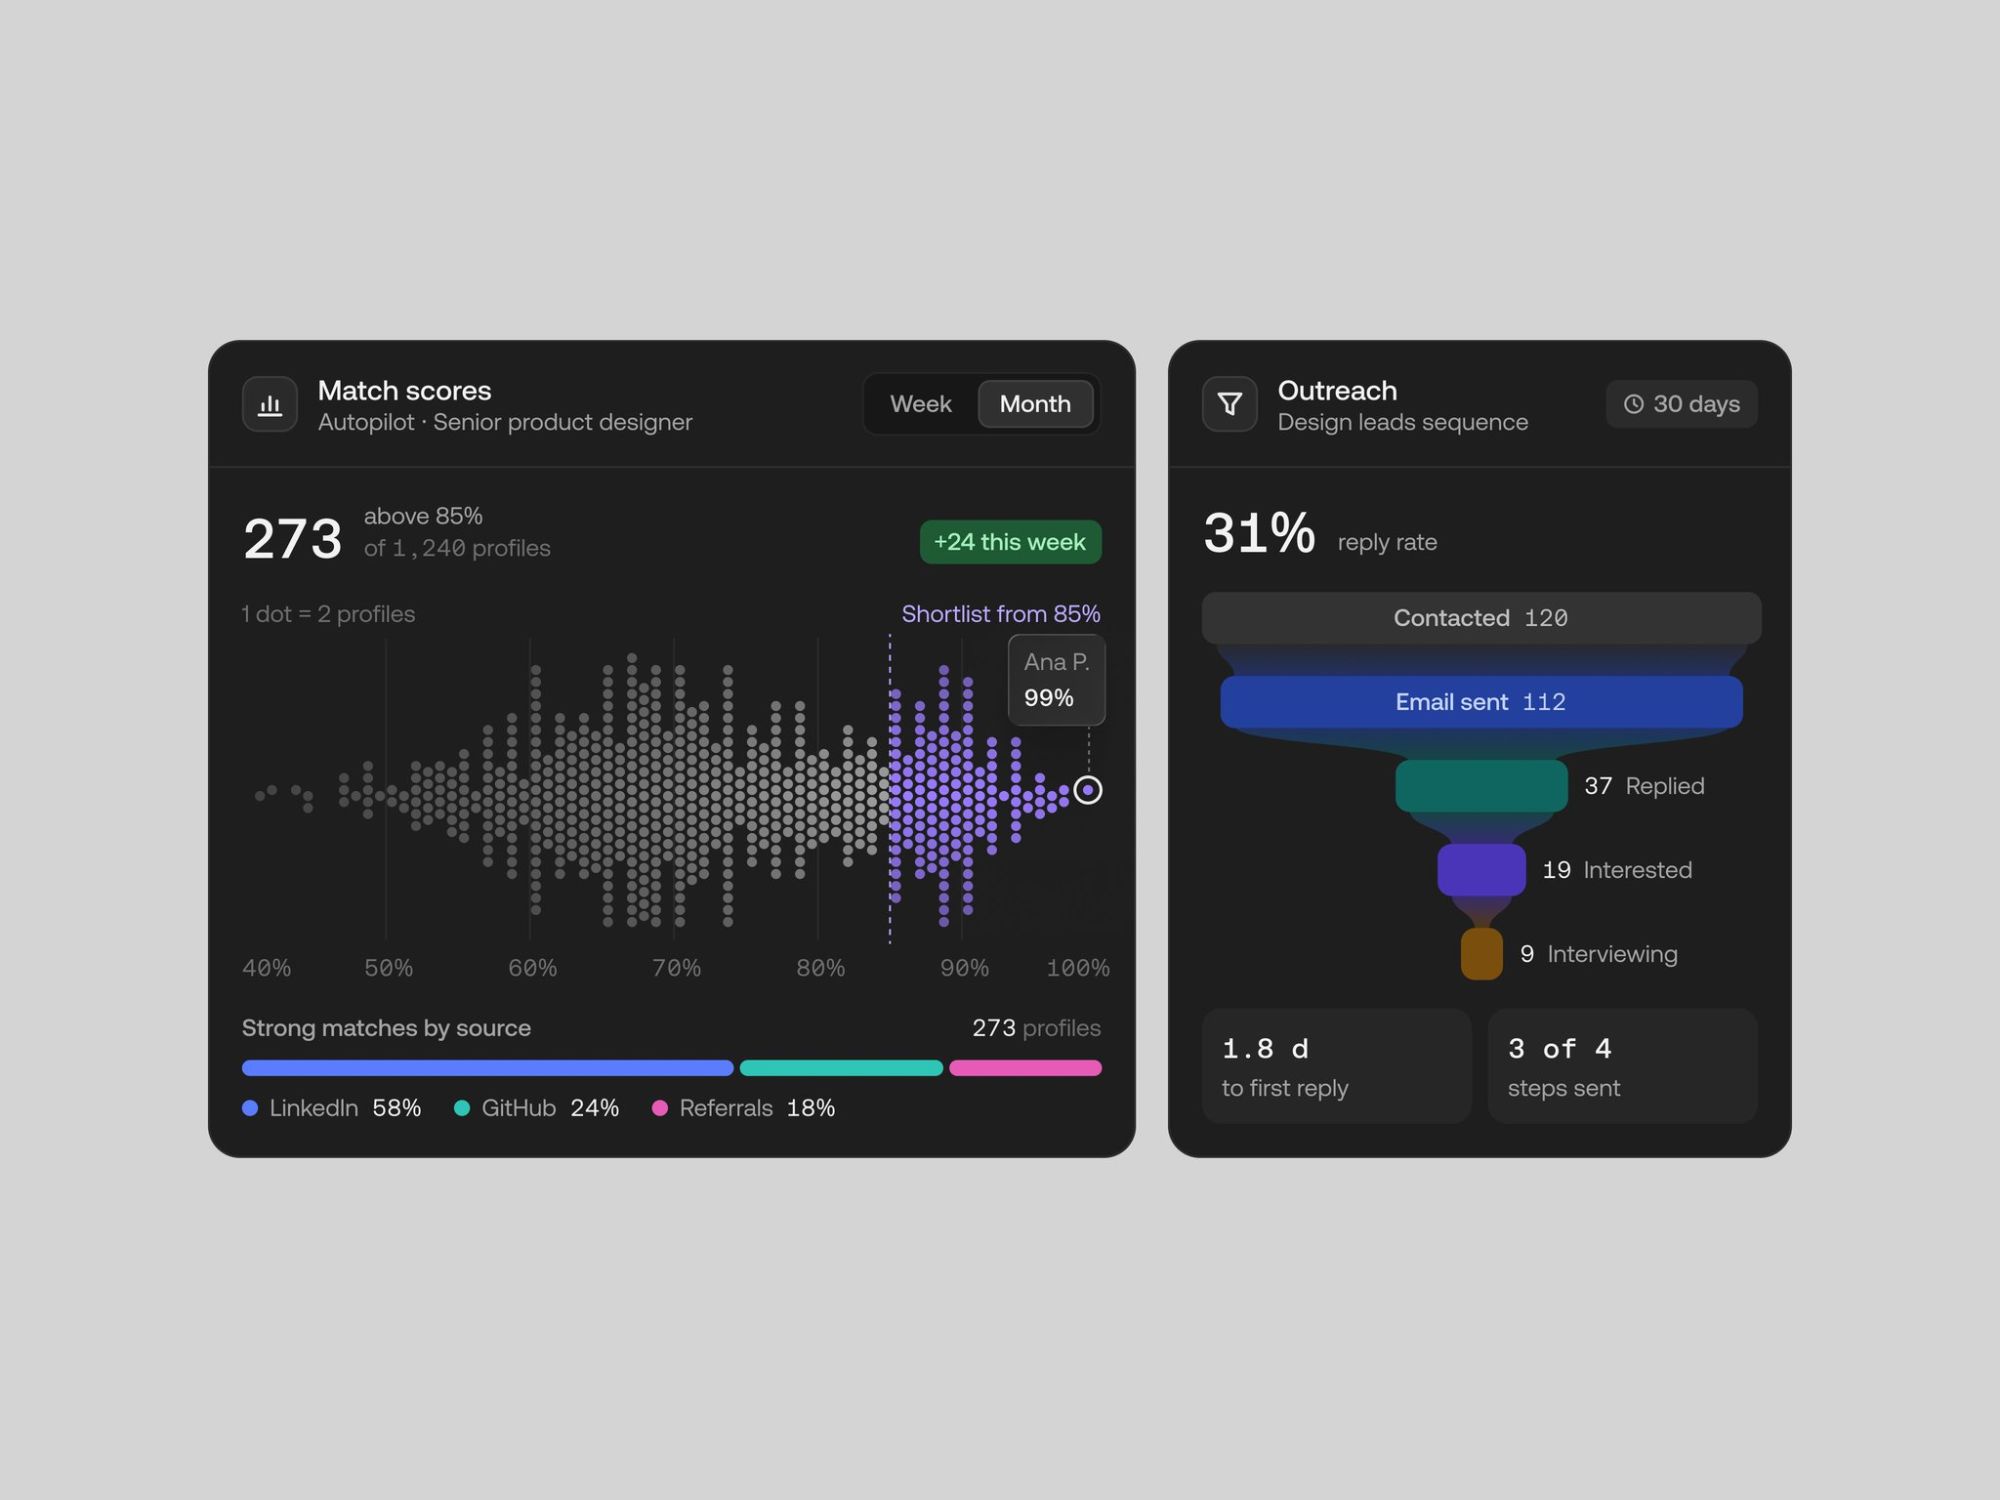 Match scores
Autopilot · Senior product designer
Week
Month
273
above 85%
of 1,240 profiles
+24 this week
1 dot = 2 profiles
Shortlist from 85%
Ana P.
99%
40%
50%
60%
70%
80%
90%
100%
Strong matches by source
273 profiles
LinkedIn 58%
GitHub 24%
Referrals 18%
Outreach
Design leads sequence
30 days
31%
reply rate
Contacted 120
Email sent 112
37 Replied
19 Interested
9 Interviewing
1.8 d
to first reply
3 of 4
steps sent